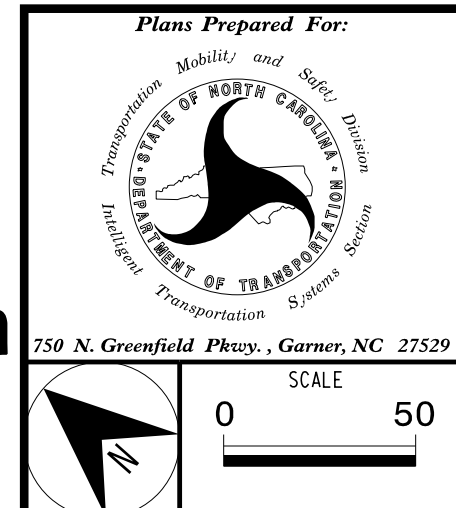 Plans Prepared For:
Transportation Mobility and Safety Division
STATE OF NORTH CAROLINA
DEPARTMENT OF TRANSPORTATION
Intelligent Transportation Systems Section
750 N. Greenfield Pkwy. , Garner, NC 27529
SCALE
0 50
N